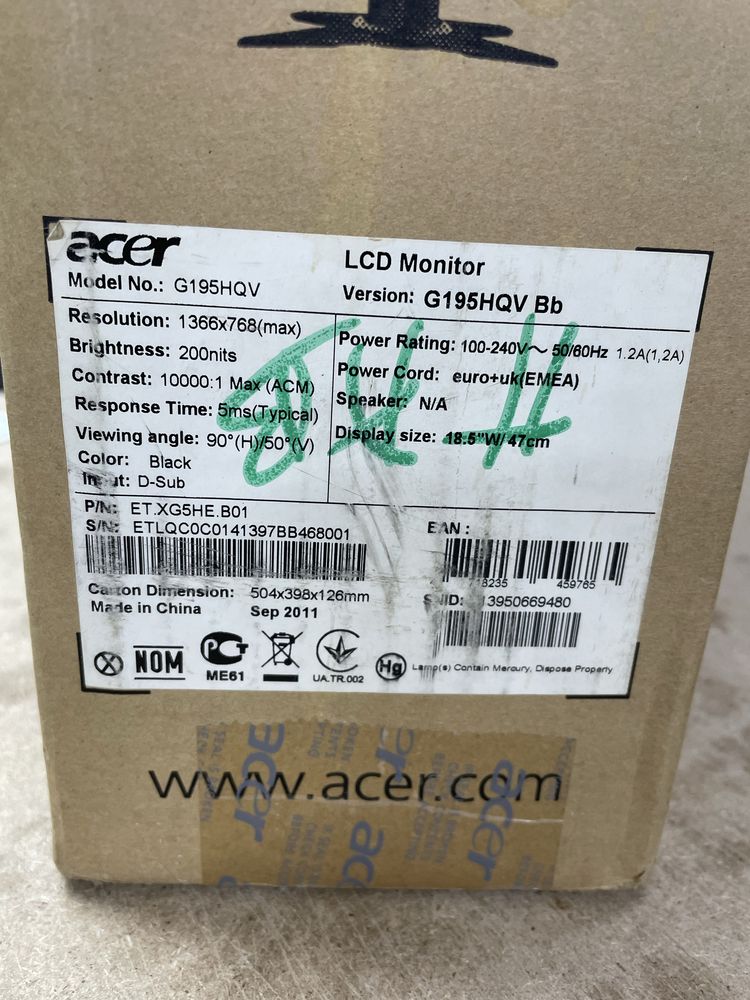 acer
LCD Monitor
Model No.: G195HQV
Version: G195HQV Bb
Resolution: 1366x768(max)
Brightness: 200nits
Contrast: 10000:1 Max (ACM)
Response Time: 5ms(Typical)
Viewing angle: 90°(H)/50°(V)
Color: Black
Input: D-Sub
Power Rating: 100-240V~ 50/60Hz 1.2A(1,2A)
Power Cord: euro+uk(EMEA)
Speaker: N/A
Display size: 18.5"W/ 47cm
P/N: ET.XG5HE.B01
S/N: ETLQC0C0141397BB468001
EAN :
18235 459765
SNID: 13950669480
Carton Dimension: 504x398x126mm
Made in China Sep 2011
NOM
ME61
UA.TR.002
Hg
Lamp(s) Contain Mercury, Dispose Properly
www.acer.com
acer
acer